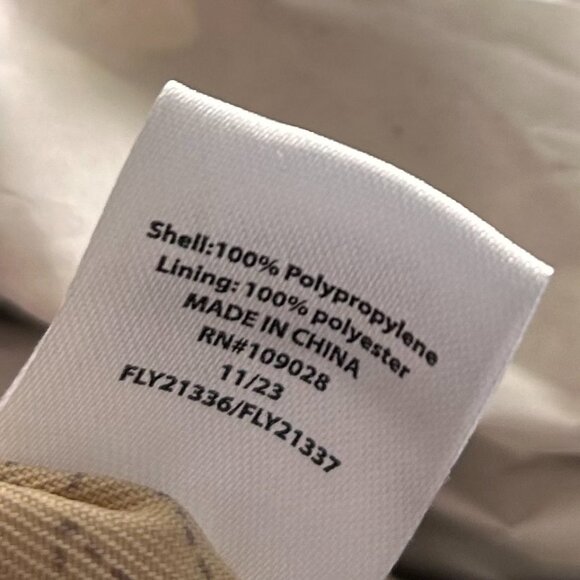 Shell:100% Polypropylene
Lining: 100% polyester
MADE IN CHINA
RN#109028
11/23
FLY21336/FLY21337